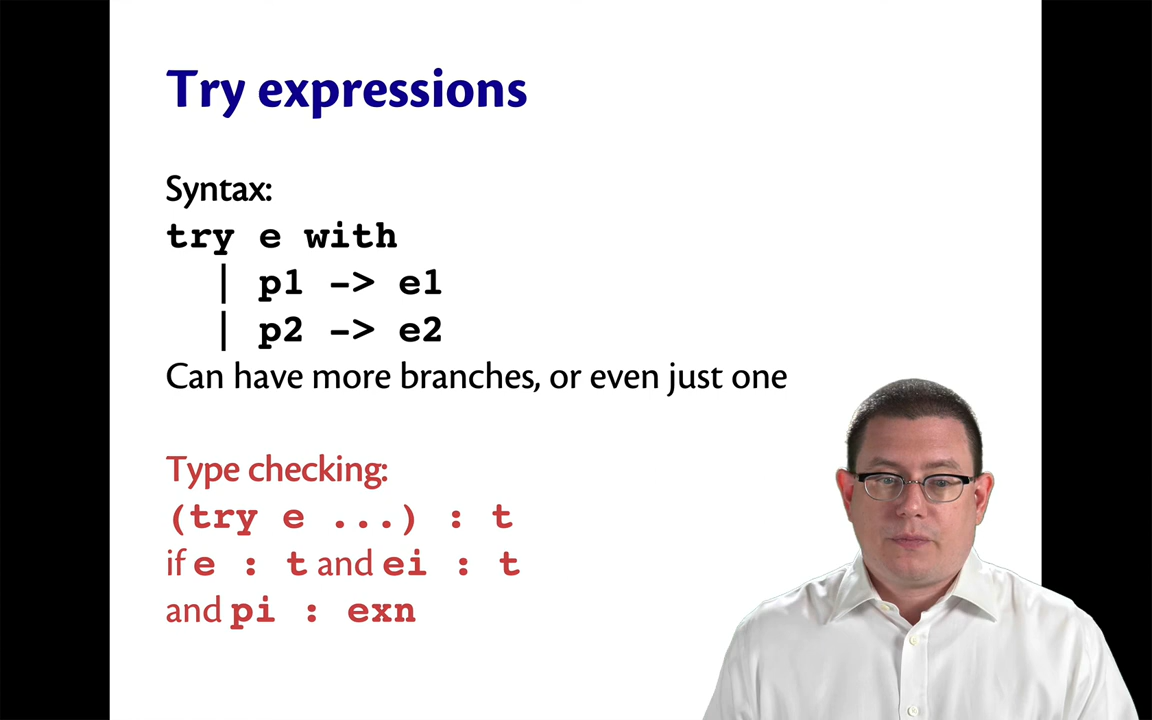 Try expressions
Syntax:
try e with
| p1 -> e1
| p2 -> e2
Can have more branches, or even just one
Type checking:
(try e ...) : t
if e : t and ei : t
and pi : exn